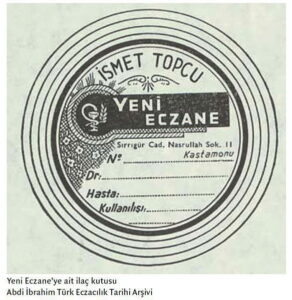 İSMET TOPCU
YENİ
ECZANE
Sırrıgür Cad. Nasrullah Sok. 11
Kastamonu
Nº
Dr:
Hasta:
Kullanılışı:
Yeni Eczane'ye ait ilaç kutusu
Abdi İbrahim Türk Eczacılık Tarihi Arşivi